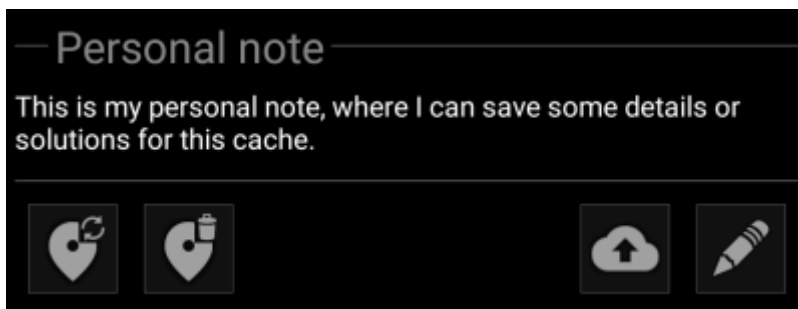 Personal note
This is my personal note, where I can save some details or
solutions for this cache.